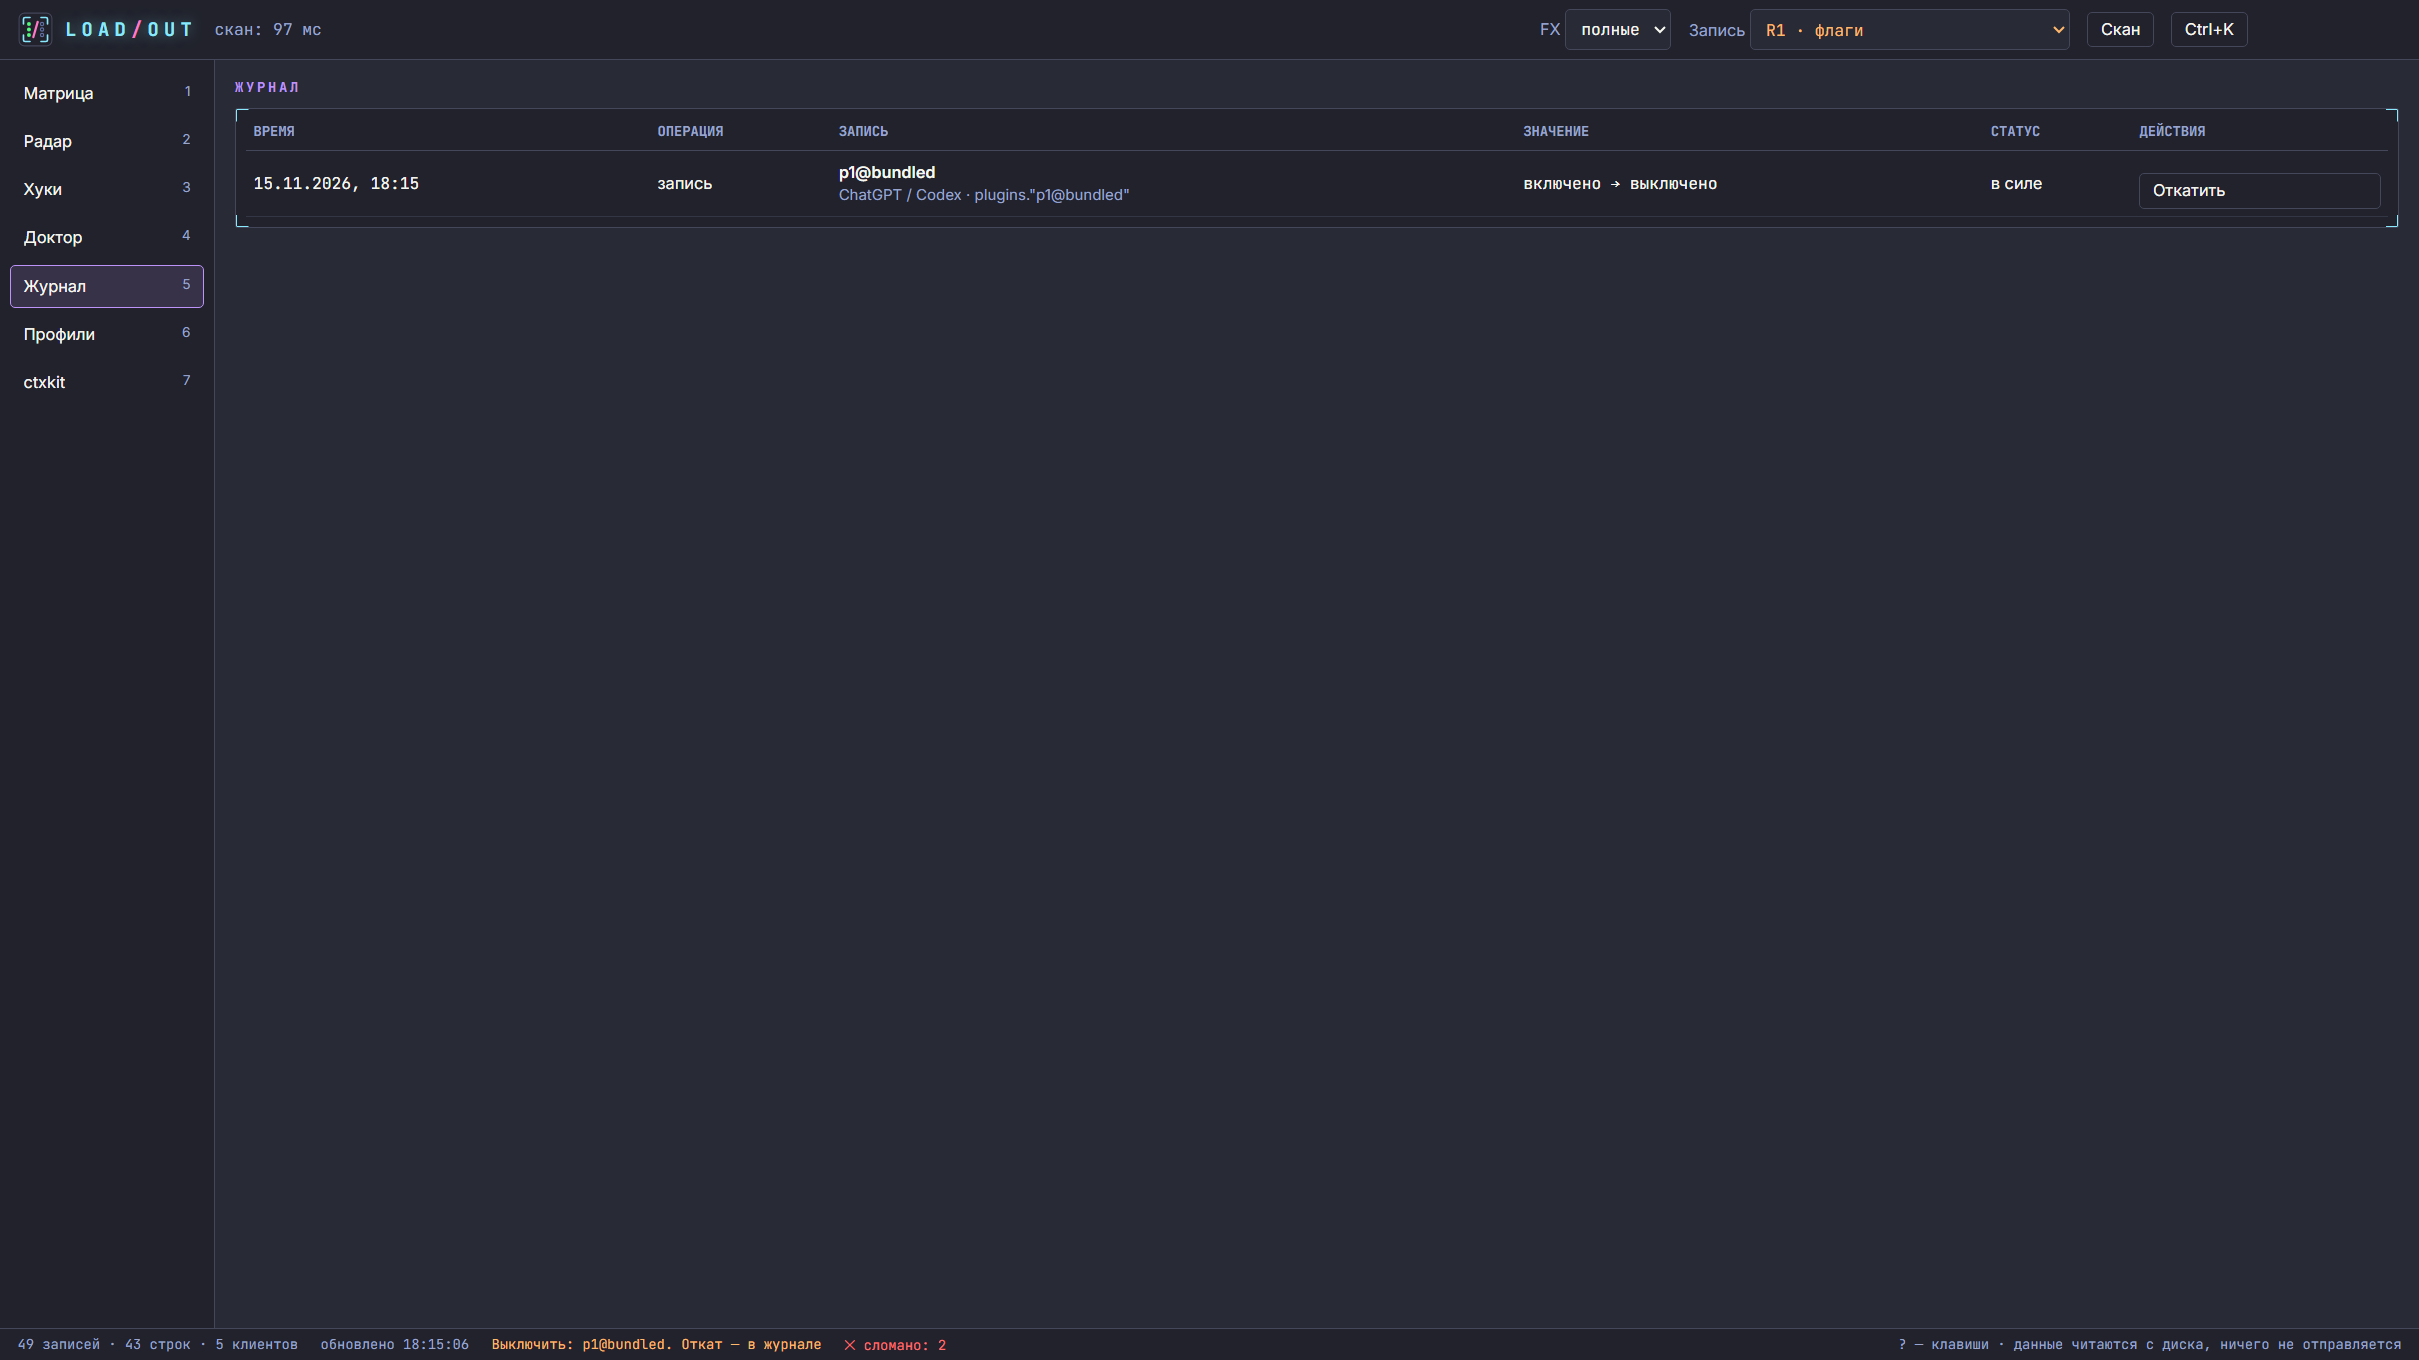 LOAD/OUT скан: 97 мс FX полные Запись R1 · флаги Скан Ctrl+K
Матрица 1
Радар 2
Хуки 3
Доктор 4
Журнал 5
Профили 6
ctxkit 7
ЖУРНАЛ
ВРЕМЯ ОПЕРАЦИЯ ЗАПИСЬ ЗНАЧЕНИЕ СТАТУС ДЕЙСТВИЯ
15.11.2026, 18:15 запись p1@bundled включено → выключено в силе Откатить
ChatGPT / Codex · plugins."p1@bundled"
49 записей · 43 строк · 5 клиентов обновлено 18:15:06 Выключить: p1@bundled. Откат — в журнале × сломано: 2 ? — клавиши · данные читаются с диска, ничего не отправляется